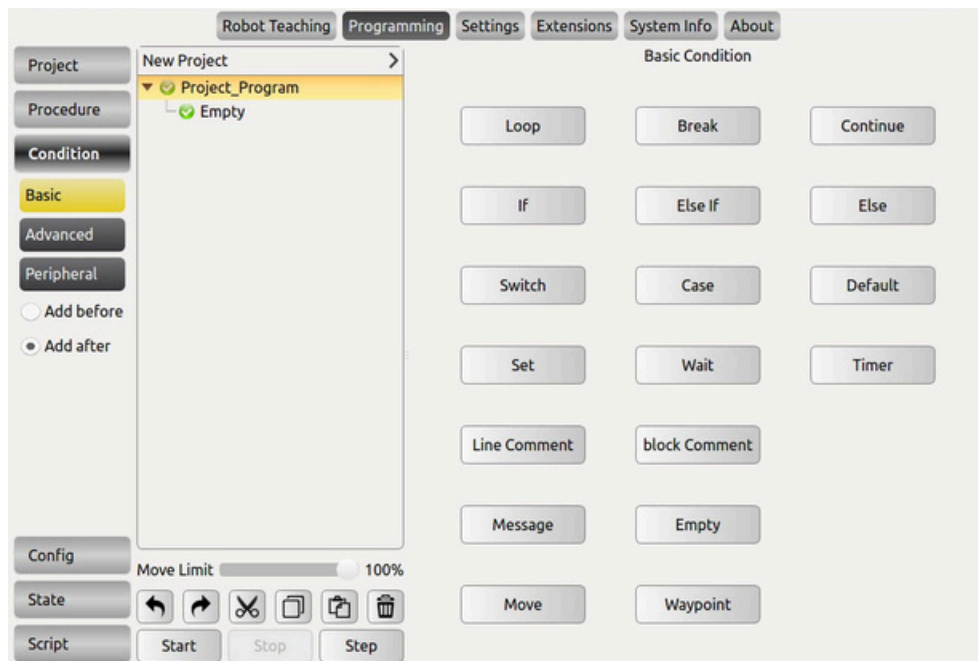 Robot Teaching Programming Settings Extensions System Info About
Project
Procedure
Condition
Basic
Advanced
Peripheral
Add before
Add after
Config
State
Script
New Project
Project_Program
Empty
Move Limit 100%
Start Stop Step
Basic Condition
Loop Break Continue
If Else If Else
Switch Case Default
Set Wait Timer
Line Comment block Comment
Message Empty
Move Waypoint